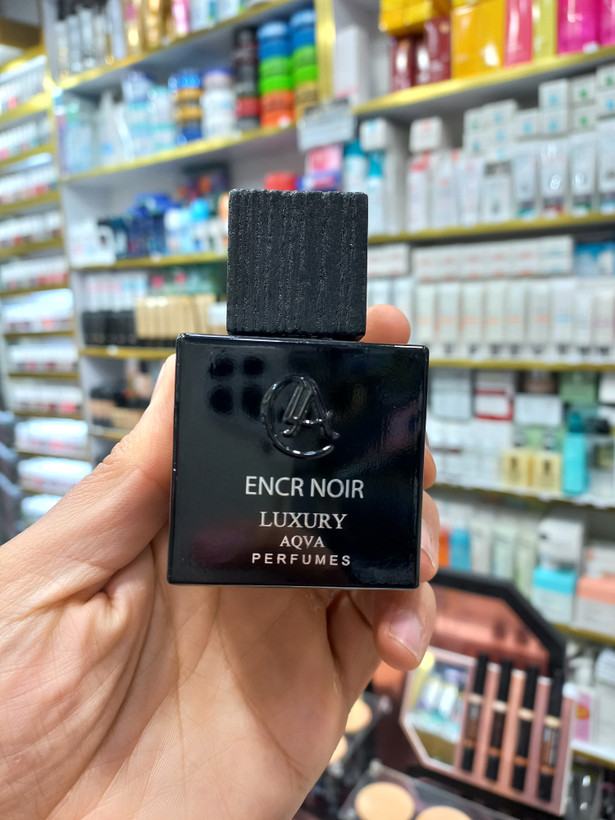 ENCR NOIR
LUXURY
AQVA
PERFUMES